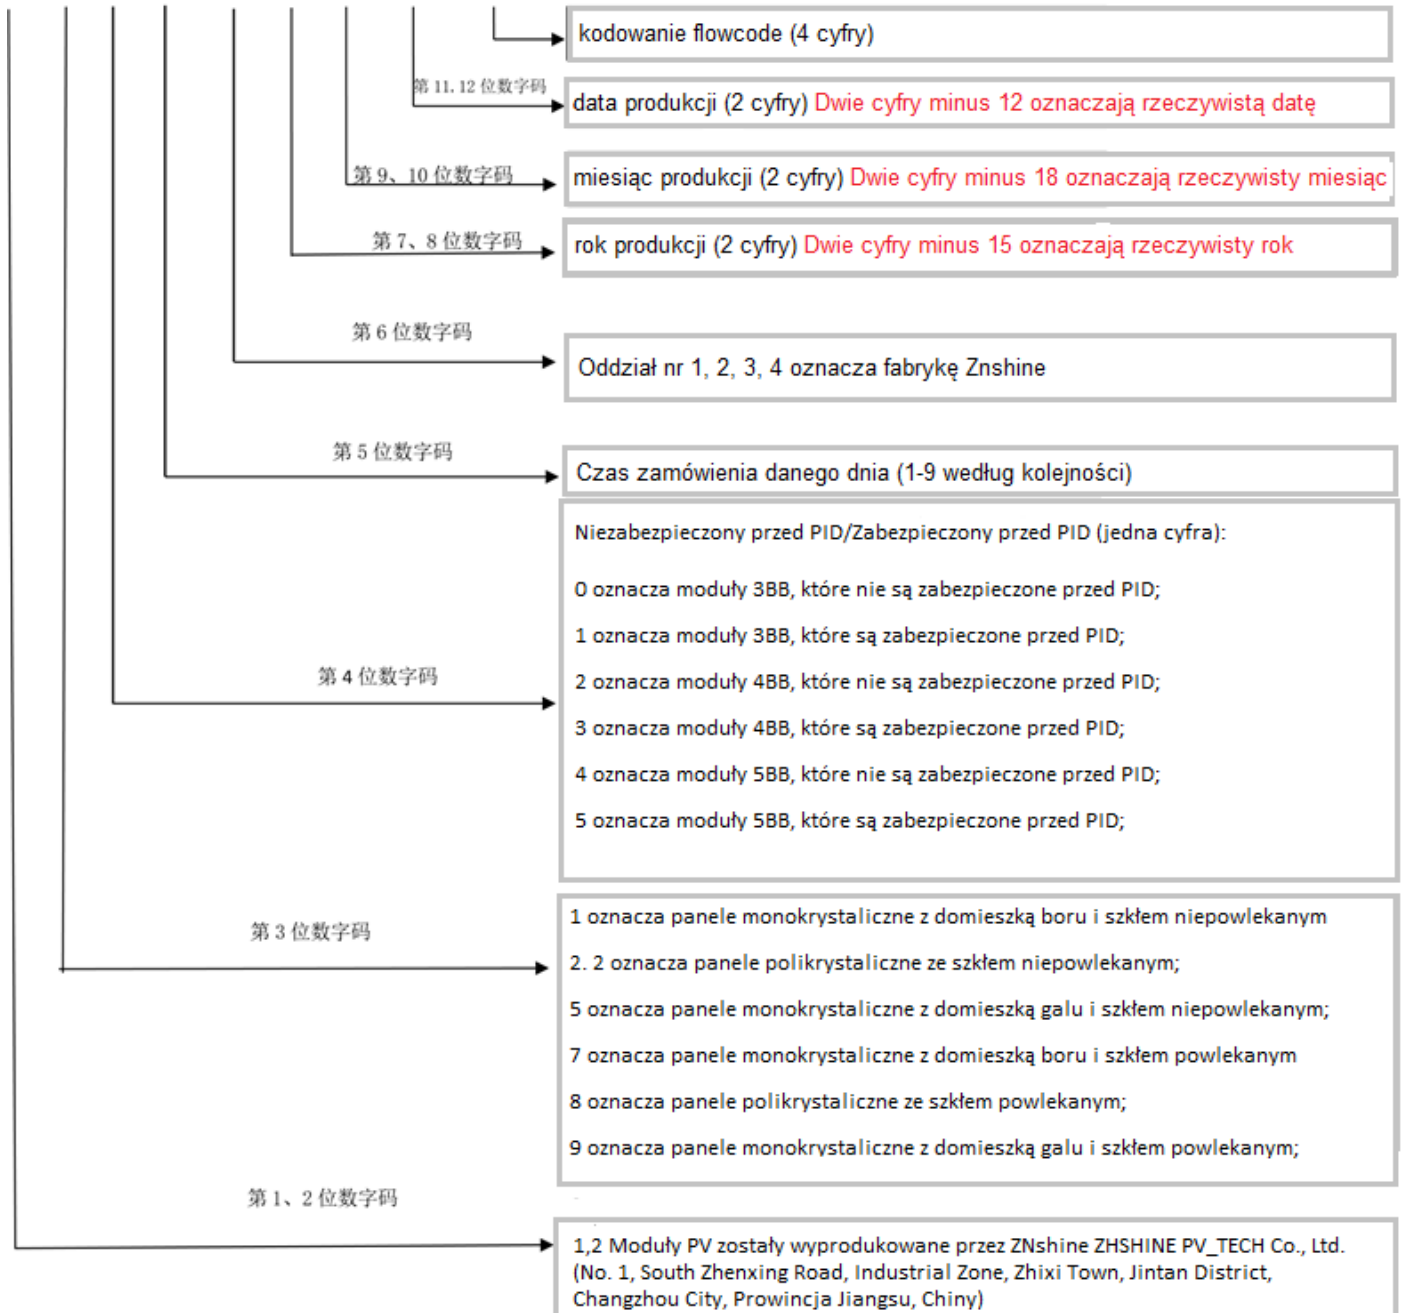 kodowanie flowcode (4 cyfry)
第 11.12 位数字码
data produkcji (2 cyfry) Dwie cyfry minus 12 oznaczają rzeczywistą datę
第 9、10 位数字码
miesiąc produkcji (2 cyfry) Dwie cyfry minus 18 oznaczają rzeczywisty miesiąc
第 7、8 位数字码
rok produkcji (2 cyfry) Dwie cyfry minus 15 oznaczają rzeczywisty rok
第 6 位数字码
Oddział nr 1, 2, 3, 4 oznacza fabrykę Znshine
第 5 位数字码
Czas zamówienia danego dnia (1-9 według kolejności)
Niezabezpieczony przed PID/Zabezpieczony przed PID (jedna cyfra):
0 oznacza moduły 3BB, które nie są zabezpieczone przed PID;
1 oznacza moduły 3BB, które są zabezpieczone przed PID;
第 4 位数字码
2 oznacza moduły 4BB, które nie są zabezpieczone przed PID;
3 oznacza moduły 4BB, które są zabezpieczone przed PID;
4 oznacza moduły 5BB, które nie są zabezpieczone przed PID;
5 oznacza moduły 5BB, które są zabezpieczone przed PID;
第 3 位数字码
1 oznacza panele monokrystaliczne z domieszką boru i szkłem niepowlekanym
2. 2 oznacza panele polikrystaliczne ze szkłem niepowlekanym;
5 oznacza panele monokrystaliczne z domieszką galu i szkłem niepowlekanym;
7 oznacza panele monokrystaliczne z domieszką boru i szkłem powlekanym
8 oznacza panele polikrystaliczne ze szkłem powlekanym;
9 oznacza panele monokrystaliczne z domieszką galu i szkłem powlekanym;
第 1、2 位数字码
1,2 Moduły PV zostały wyprodukowane przez ZNshine ZHSHINE PV_TECH Co., Ltd.
(No. 1, South Zhenxing Road, Industrial Zone, Zhixi Town, Jintan District,
Changzhou City, Prowincja Jiangsu, Chiny)